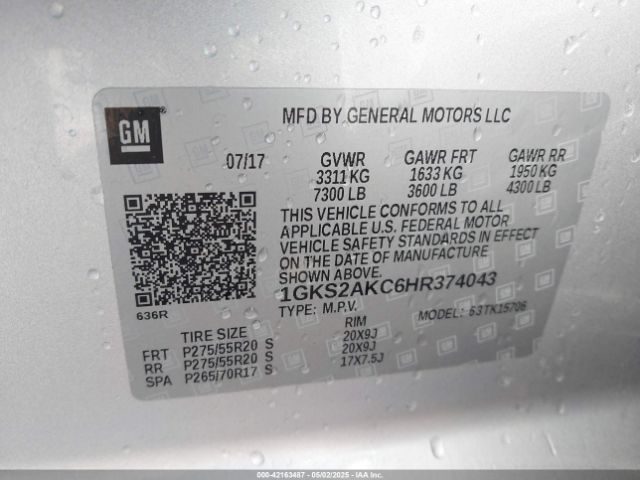 GM
MFD BY GENERAL MOTORS LLC
07/17 GVWR GAWR FRT GAWR RR
3311 KG 1633 KG 1950 KG
7300 LB 3600 LB 4300 LB
THIS VEHICLE CONFORMS TO ALL
APPLICABLE U.S. FEDERAL MOTOR
VEHICLE SAFETY STANDARDS IN EFFECT
ON THE DATE OF MANUFACTURE
SHOWN ABOVE.
1GKS2AKC6HR374043
636R TYPE: M.P.V. MODEL: 63TK15706
TIRE SIZE RIM
FRT P275/55R20 S 20X9J
RR P275/55R20 S 20X9J
SPA P265/70R17 S 17X7.5J
000-42163487 - 05/02/2025 - IAAI, Inc. Copyright